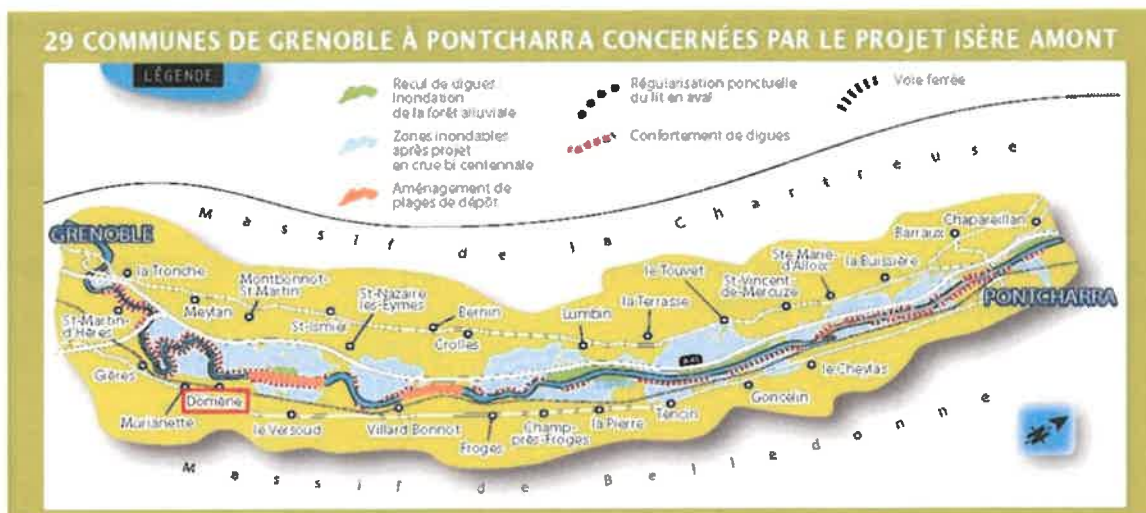 29 COMMUNES DE GRENOBLE À PONTCHARRA CONCERNÉES PAR LE PROJET ISÈRE AMONT
LÉGENDE
Recul de digues
Inondation
de la forêt alluviale
Zones inondables
après projet
en crue bi centennale
Aménagement de
plages de dépôt
Régularisation ponctuelle
du lit en aval
Confortement de digues
Voie ferrée
Massif de la Chartreuse
GRENOBLE
la Tronche
Meylan
Montbonnot-
St Martin
St-Ismier
St-Nazaire
les-Eymes
Bernin
Crolles
Lumbin
la Terrasse
le Touvet
St-Vincent-
de-Mercuze
Ste Marie-
d'Alloix
la Buissière
Barraux
Chapareillan
PONTCHARRA
St-Martin-
d'Hères
Gières
Murianette
Domène
le Versoud
Villard Bonnot
Froges
Champ-
près-Froges
la Pierre
Tencin
Goncelin
le Cheylas
A 41
Massif de Belledonne